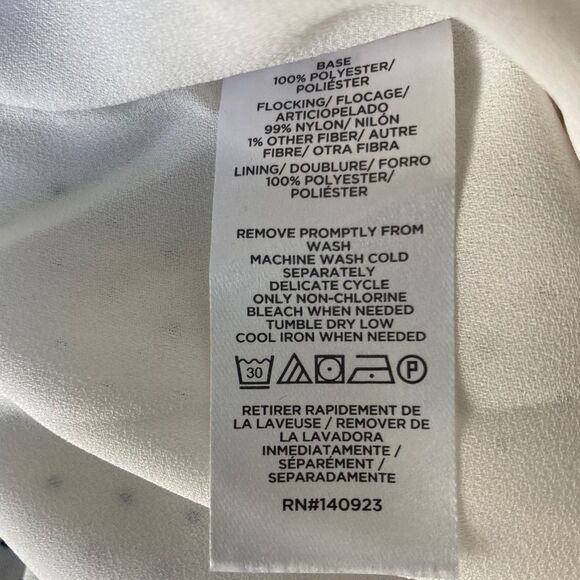 BASE
100% POLYESTER/
POLIÉSTER
FLOCKING/ FLOCAGE/
ARTICIOPELADO
99% NYLON/ NILÓN
1% OTHER FIBER/ AUTRE
FIBRE/ OTRA FIBRA
LINING/ DOUBLURE/ FORRO
100% POLYESTER/
POLIÉSTER
REMOVE PROMPTLY FROM
WASH
MACHINE WASH COLD
SEPARATELY
DELICATE CYCLE
ONLY NON-CHLORINE
BLEACH WHEN NEEDED
TUMBLE DRY LOW
COOL IRON WHEN NEEDED
30 P
RETIRER RAPIDEMENT DE
LA LAVEUSE / REMOVER DE
LA LAVADORA
INMEDIATAMENTE /
SÉPARÉMENT /
SEPARADAMENTE
RN#140923